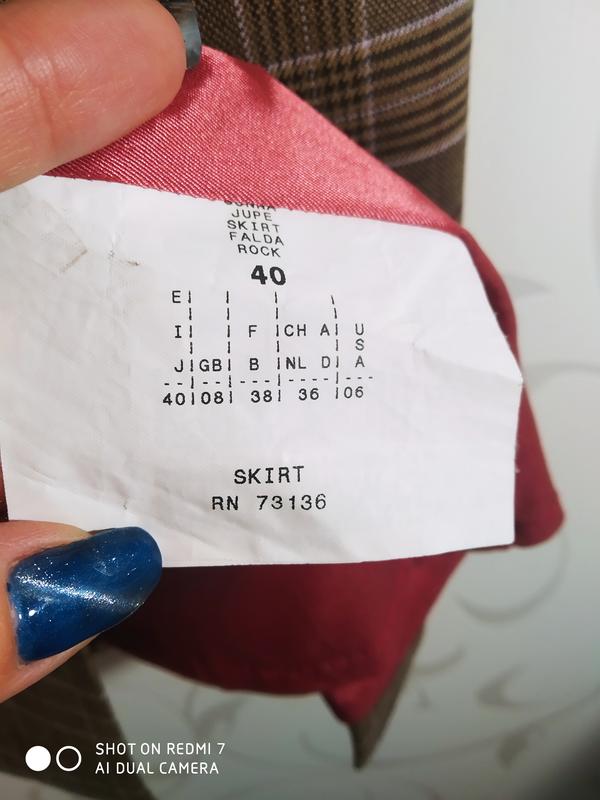 JUPE
SKIRT
FALDA
ROCK
40
E| | | |
I| | F |CH A| U
S
J|GB| B |NL D| A
40|08| 38| 36 |06
SKIRT
RN 73136
SHOT ON REDMI 7
AI DUAL CAMERA